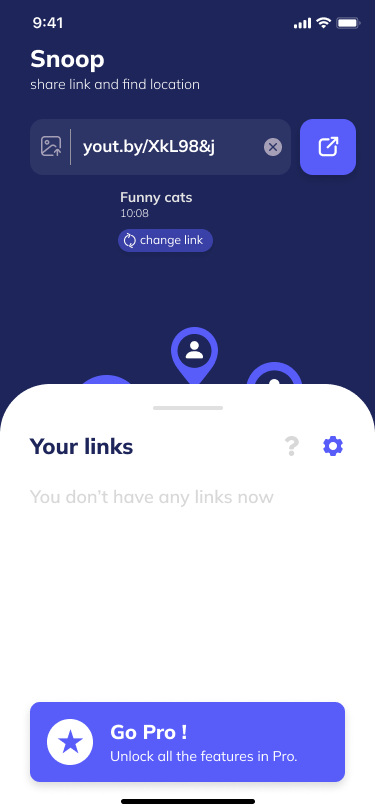 9:41
Snoop
share link and find location
yout.by/XkL98&j
Funny cats
10:08
change link
Your links
?
You don't have any links now
Go Pro !
Unlock all the features in Pro.